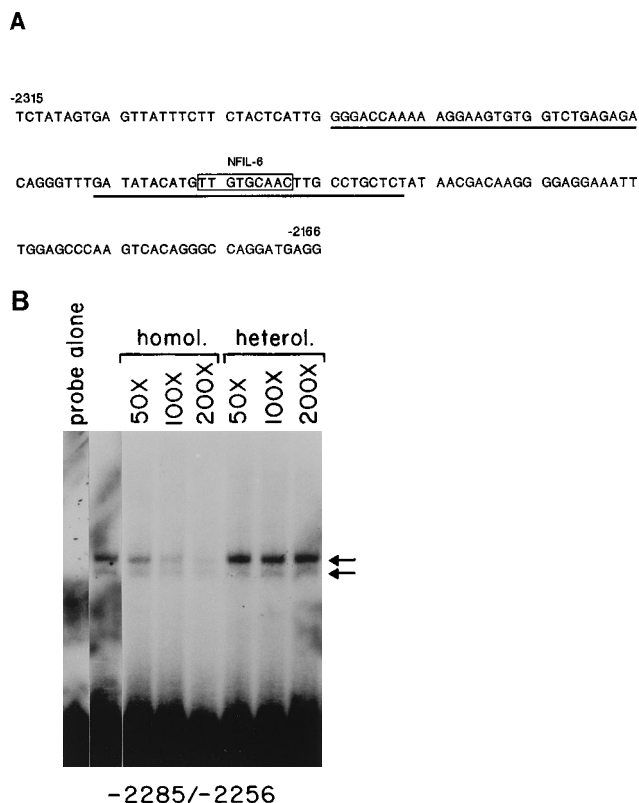 A
-2315
TCTATAGTGA GTTATTTCTT CTACTCATTG GGGACCAAAA AGGAAGTGTG GTCTGAGAGA
NFIL-6
CAGGGTTTGA TATACATGTT GTGCAACTTG CCTGCTCTAT AACGACAAGG GAGGAAATT
TGGAGCCCAA GTCACAGGGC CAGGATGAGG
-2166
B
probe alone
homol. heterol.
50X 100X 200X 50X 100X 200X
-2285/-2256